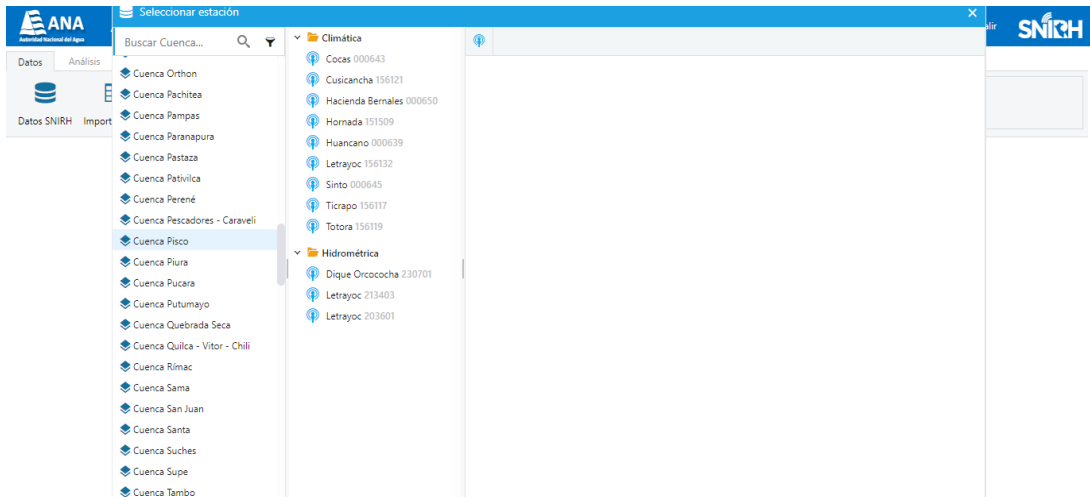 ANA
Autoridad Nacional del Agua
Seleccionar estación
lir
SNIRH
Datos
Análisis
Datos SNIRH
Import
Buscar Cuenca...
Cuenca Orthon
Cuenca Pachitea
Cuenca Pampas
Cuenca Paranapura
Cuenca Pastaza
Cuenca Pativilca
Cuenca Perené
Cuenca Pescadores - Caraveli
Cuenca Pisco
Cuenca Piura
Cuenca Pucara
Cuenca Putumayo
Cuenca Quebrada Seca
Cuenca Quilca - Vitor - Chili
Cuenca Rímac
Cuenca Sama
Cuenca San Juan
Cuenca Santa
Cuenca Suches
Cuenca Supe
Cuenca Tambo
Climática
Cocas 000643
Cusicancha 156121
Hacienda Bernales 000650
Hornada 151509
Huancano 000639
Letrayoc 156132
Sinto 000645
Ticrapo 156117
Totora 156119
Hidrométrica
Dique Orcococha 230701
Letrayoc 213403
Letrayoc 203601